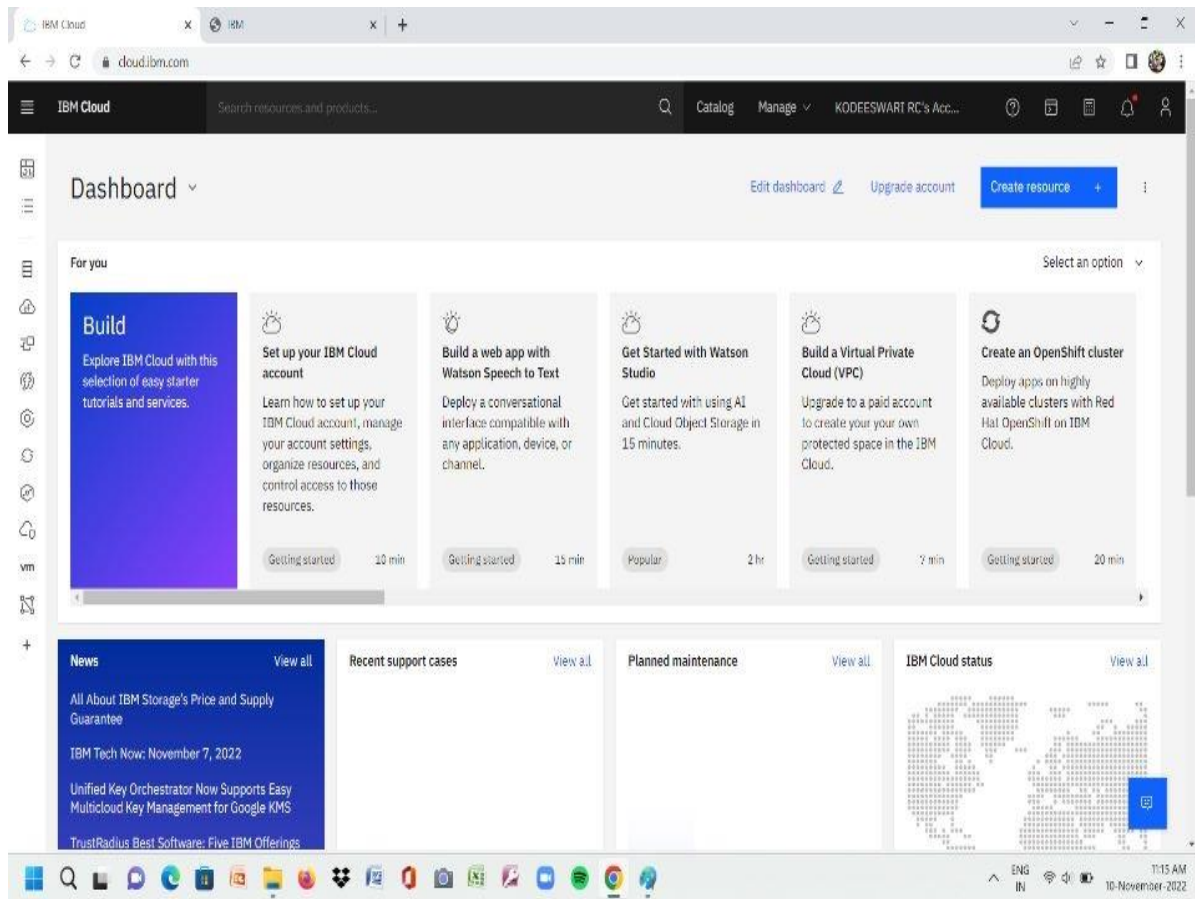 IBM Cloud
IBM
cloud.ibm.com
IBM Cloud
Search resources and products...
Catalog
Manage
KODEESWARI RC's Acc...
Dashboard
Edit dashboard
Upgrade account
Create resource +
For you
Select an option
Build
Explore IBM Cloud with this
selection of easy starter
tutorials and services.
Set up your IBM Cloud
account
Learn how to set up your
IBM Cloud account, manage
your account settings,
organize resources, and
control access to those
resources.
Getting started
10 min
Build a web app with
Watson Speech to Text
Deploy a conversational
interface compatible with
any application, device, or
channel.
Getting started
15 min
Get Started with Watson
Studio
Get started with using AI
and Cloud Object Storage in
15 minutes.
Popular
2 hr
Build a Virtual Private
Cloud (VPC)
Upgrade to a paid account
to create your your own
protected space in the IBM
Cloud.
Getting started
7 min
Create an OpenShift cluster
Deploy apps on highly
available clusters with Red
Hat OpenShift on IBM
Cloud.
Getting started
20 min
vm
News
View all
All About IBM Storage's Price and Supply
Guarantee
IBM Tech Now: November 7, 2022
Unified Key Orchestrator Now Supports Easy
Multicloud Key Management for Google KMS
TrustRadius Best Software: Five IBM Offerings
Recent support cases
View all
Planned maintenance
View all
IBM Cloud status
View all
ENG
IN
11:15 AM
10-November-2022